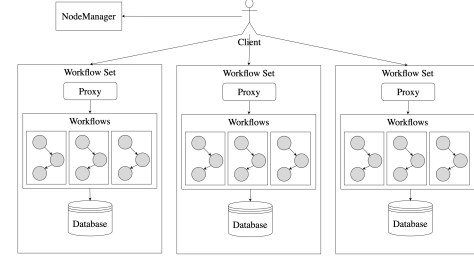 NodeManager
Client
Workflow Set
Proxy
Workflows
Database
Workflow Set
Proxy
Workflows
Database
Workflow Set
Proxy
Workflows
Database